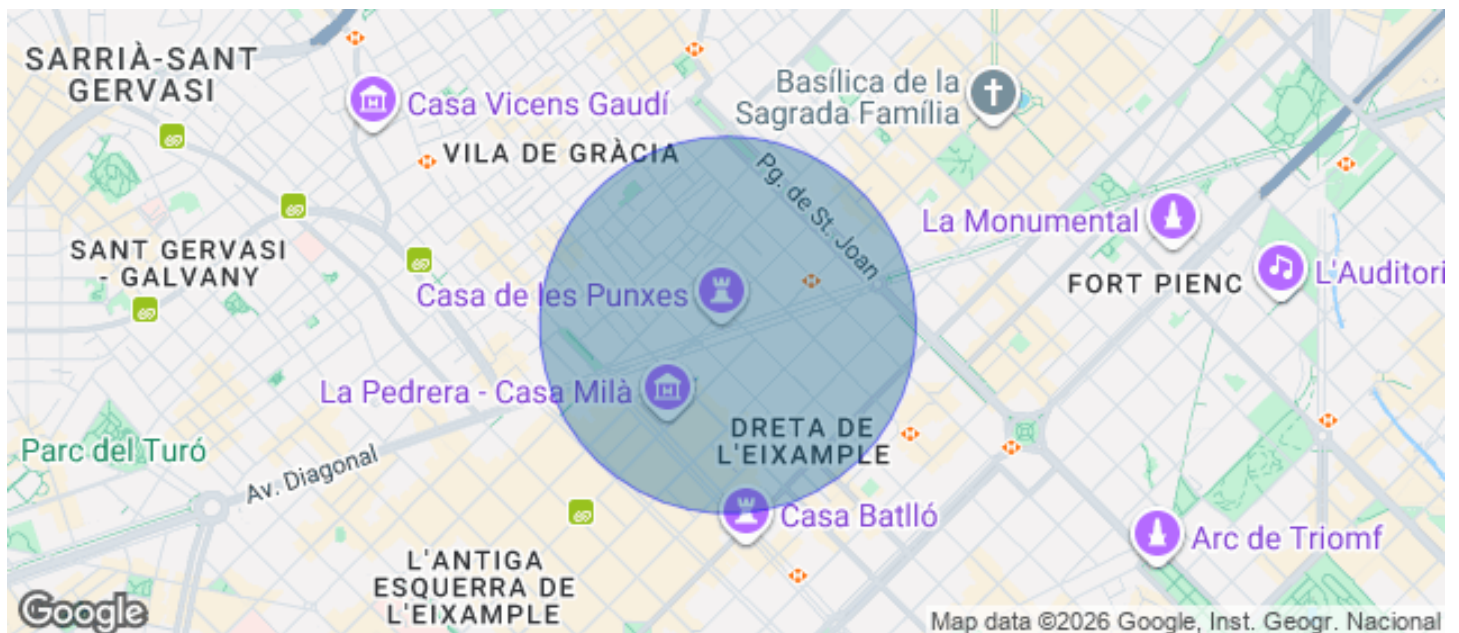 SARRIÀ-SANT
GERVASI
Casa Vicens Gaudí
Basílica de la
Sagrada Família
VILA DE GRÀCIA
Pg. de St. Joan
La Monumental
SANT GERVASI
- GALVANY
FORT PIENC
L'Auditori
Casa de les Punxes
La Pedrera - Casa Milà
DRETA DE
L'EIXAMPLE
Parc del Turó
Av. Diagonal
Casa Batlló
Arc de Triomf
L'ANTIGA
ESQUERRA DE
L'EIXAMPLE
Google
Map data ©2026 Google, Inst. Geogr. Nacional